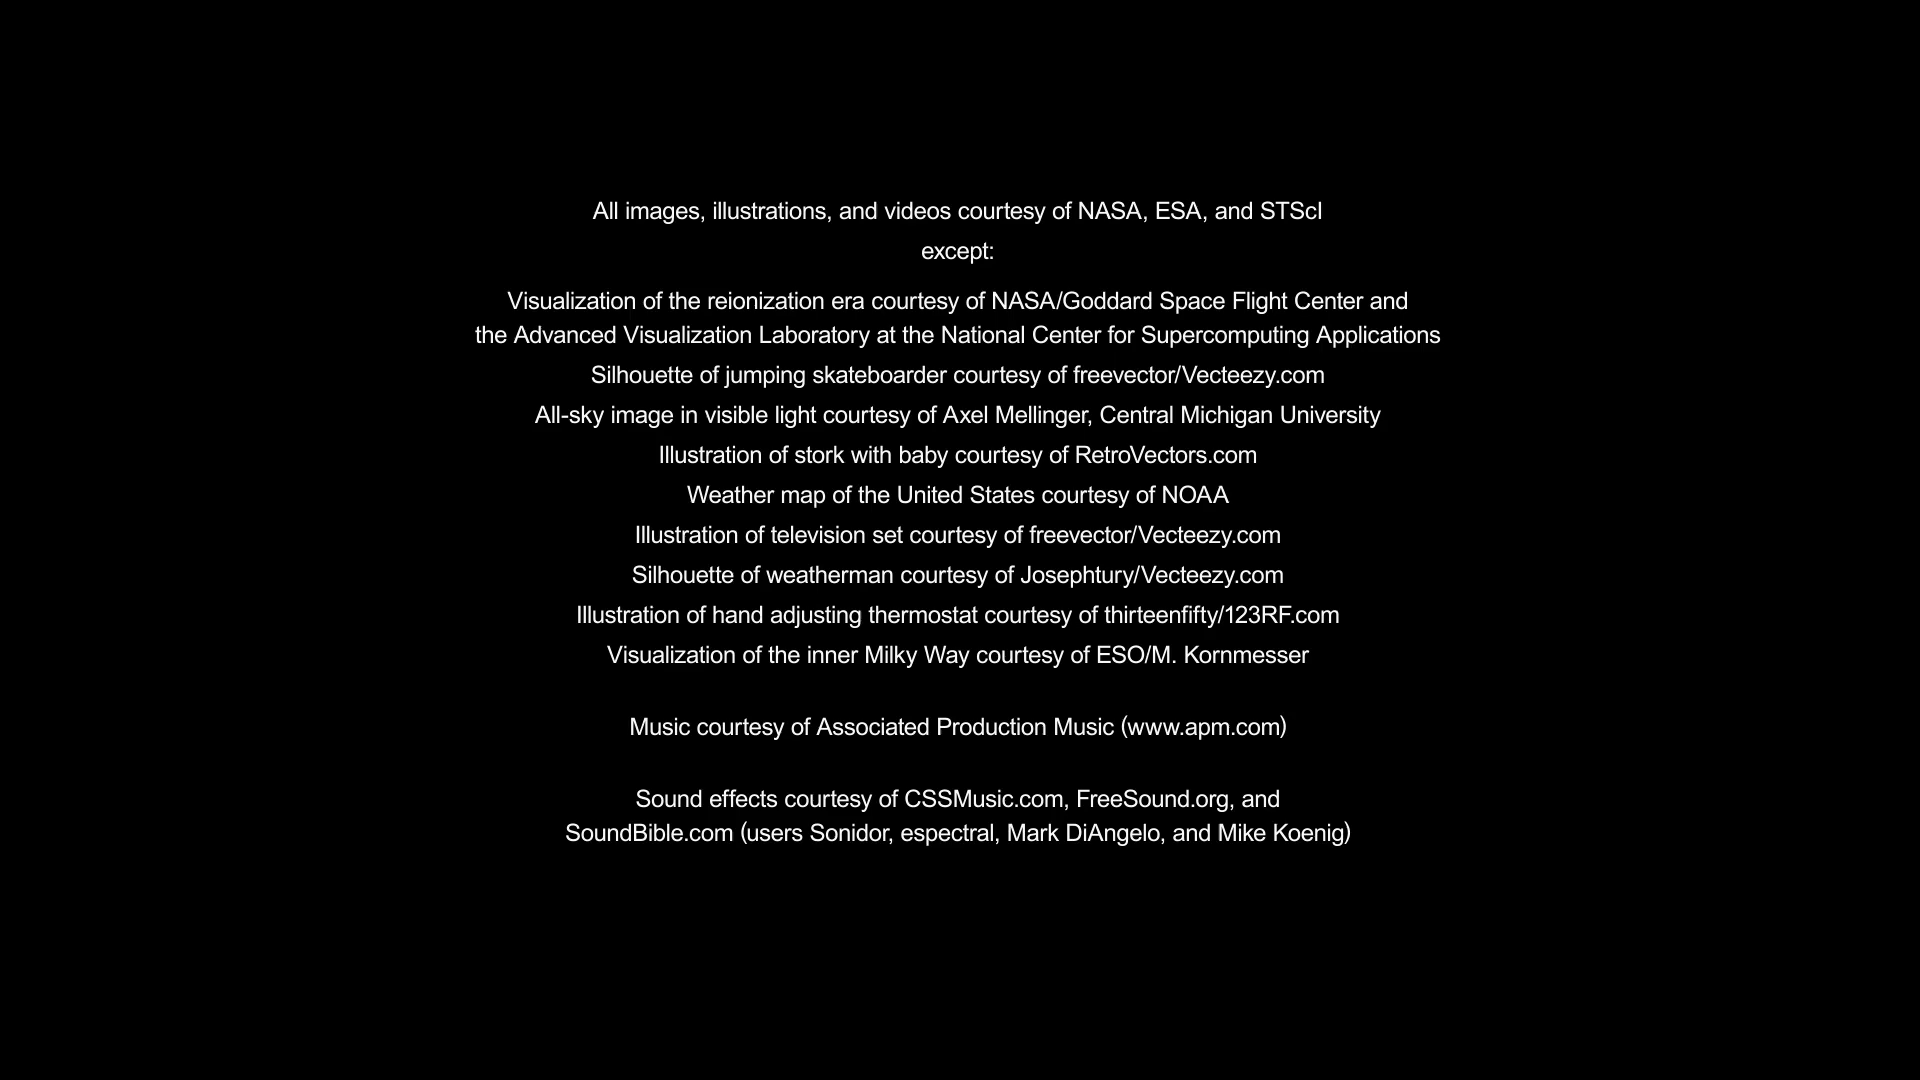 All images, illustrations, and videos courtesy of NASA, ESA, and STScI
except:
Visualization of the reionization era courtesy of NASA/Goddard Space Flight Center and
the Advanced Visualization Laboratory at the National Center for Supercomputing Applications
Silhouette of jumping skateboarder courtesy of freevector/Vecteezy.com
All-sky image in visible light courtesy of Axel Mellinger, Central Michigan University
Illustration of stork with baby courtesy of RetroVectors.com
Weather map of the United States courtesy of NOAA
Illustration of television set courtesy of freevector/Vecteezy.com
Silhouette of weatherman courtesy of Josephtury/Vecteezy.com
Illustration of hand adjusting thermostat courtesy of thirteenfifty/123RF.com
Visualization of the inner Milky Way courtesy of ESO/M. Kornmesser
Music courtesy of Associated Production Music (www.apm.com)
Sound effects courtesy of CSSMusic.com, FreeSound.org, and
SoundBible.com (users Sonidor, espectral, Mark DiAngelo, and Mike Koenig)